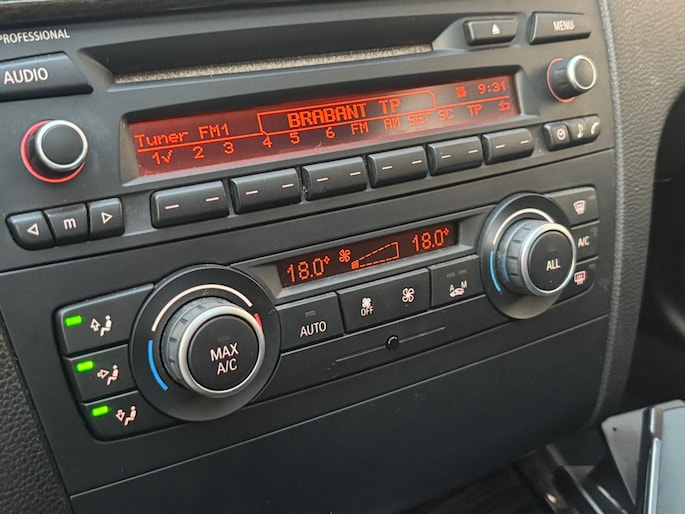 PROFESSIONAL
MENU
AUDIO
BRABANT TP
9:31
Tuner FM1
1√ 2 3 4 5 6 FM AM SET SC TP
m
18.0° 18.0°
A/C
ALL
A M
OFF
AUTO
MAX
A/C